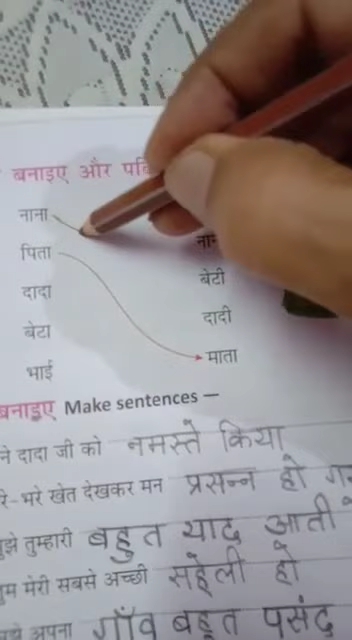 बनाइए और
नाना
पिता
बेटी
दादा
दादी
बेटा
माता
भाई
बनाइए Make sentences —
ने दादा जी को नमस्ते किया
रे-भरे खेत देखकर मन प्रसन्न हो
तुम्हारी बहुत याद आती
मेरी सबसे अच्छी सहेली हो
अपना गाँव बहुत पसंद